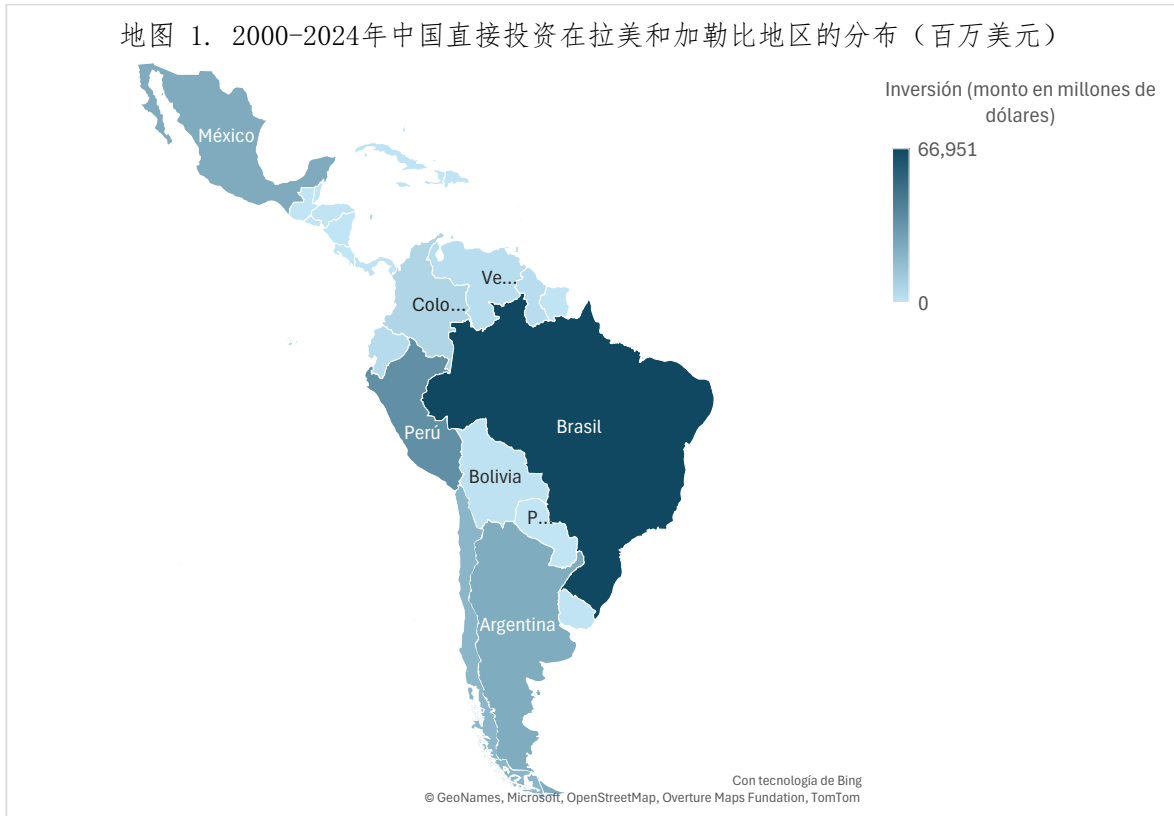 地图 1. 2000-2024年中国直接投资在拉美和加勒比地区的分布（百万美元）
Inversión (monto en millones de
dólares)
66,951
0
México
Ve...
Colo...
Brasil
Perú
Bolivia
P...
Argentina
Con tecnología de Bing
© GeoNames, Microsoft, OpenStreetMap, Overture Maps Fundation, TomTom